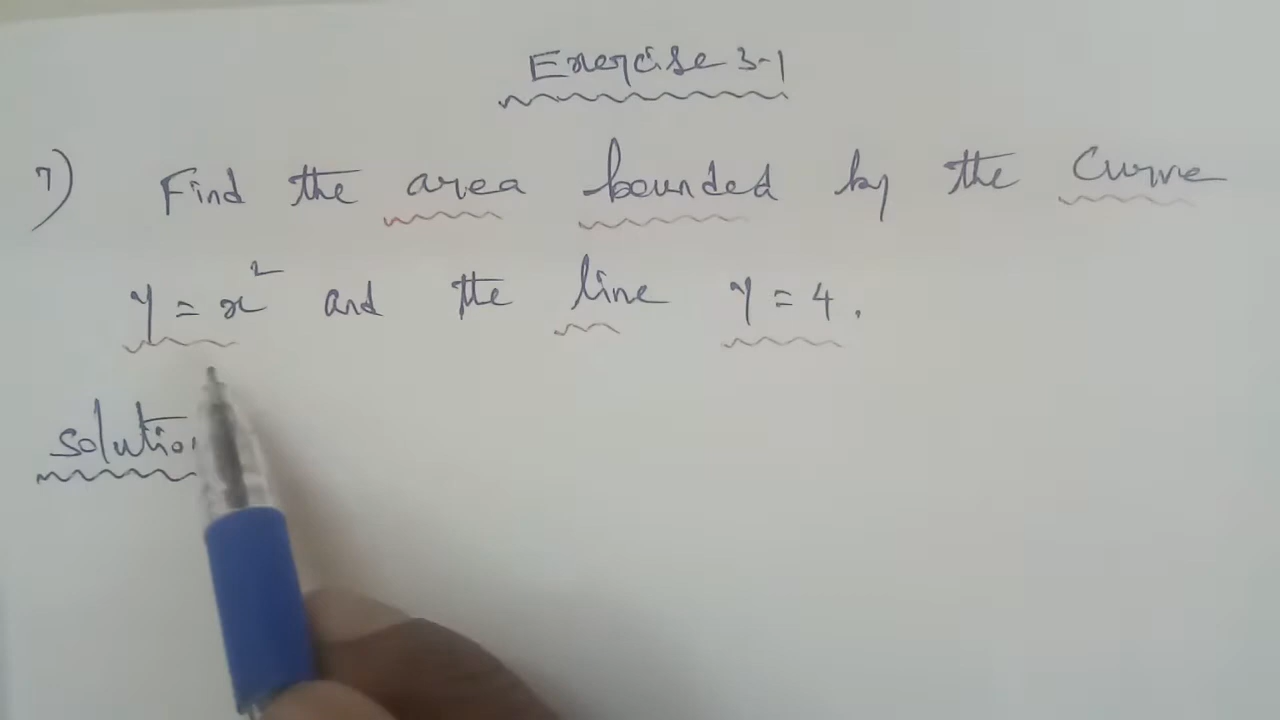 Exercise 3-1
7) Find the area bounded by the Curve
y = x² and the line y = 4.
Solution